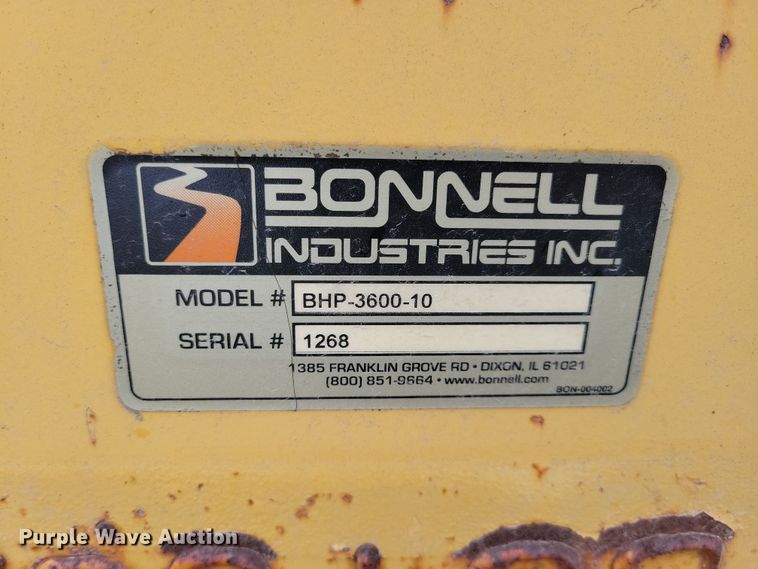 BONNELL
INDUSTRIES INC.
MODEL # BHP-3600-10
SERIAL # 1268
1385 FRANKLIN GROVE RD • DIXON, IL 61021
(800) 851-9664 • www.bonnell.com
BON-004002
Purple Wave Auction